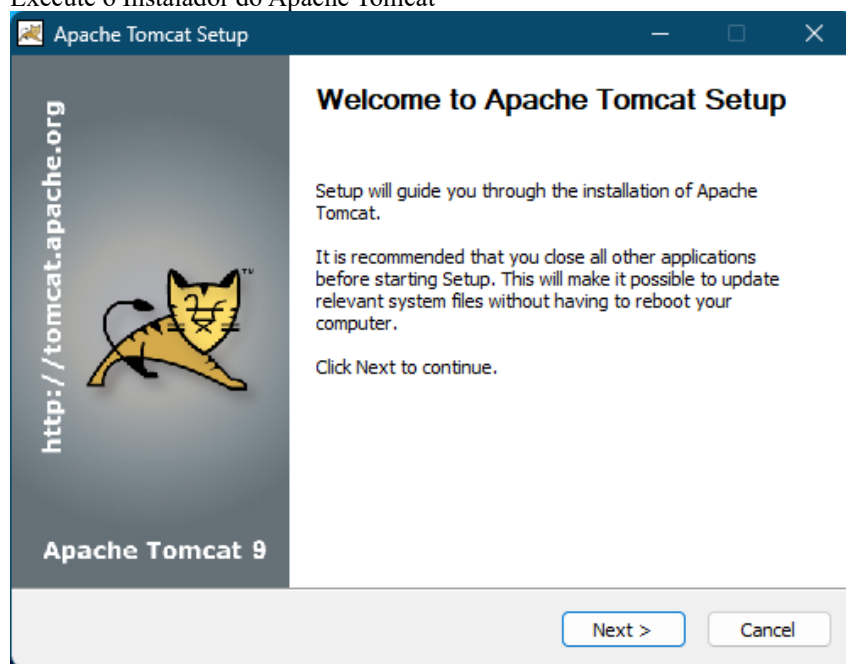 Execute o Instalador do Apache Tomcat
Apache Tomcat Setup
http://tomcat.apache.org
TM
Apache Tomcat 9
Welcome to Apache Tomcat Setup
Setup will guide you through the installation of Apache
Tomcat.
It is recommended that you close all other applications
before starting Setup. This will make it possible to update
relevant system files without having to reboot your
computer.
Click Next to continue.
Next >
Cancel